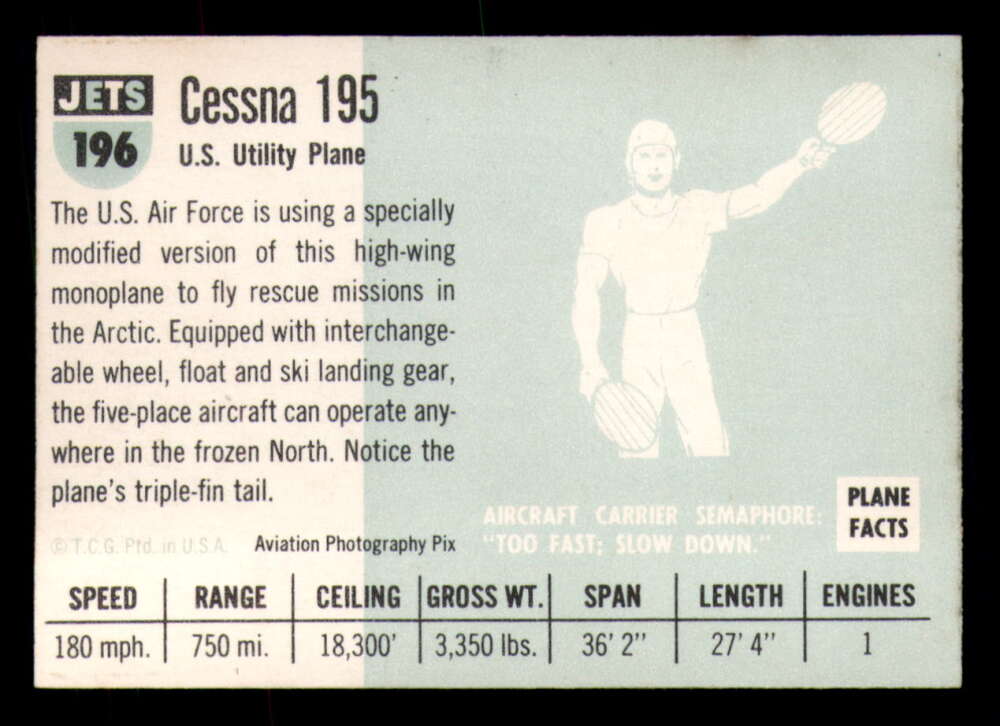 JETS
196
Cessna 195
U.S. Utility Plane
The U.S. Air Force is using a specially
modified version of this high-wing
monoplane to fly rescue missions in
the Arctic. Equipped with interchange-
able wheel, float and ski landing gear,
the five-place aircraft can operate any-
where in the frozen North. Notice the
plane's triple-fin tail.
© T.C.G. Ptd. in U.S.A.
Aviation Photography Pix
AIRCRAFT CARRIER SEMAPHORE:
"TOO FAST; SLOW DOWN."
PLANE
FACTS
SPEED RANGE CEILING GROSS WT. SPAN LENGTH ENGINES
180 mph. 750 mi. 18,300' 3,350 lbs. 36' 2" 27' 4" 1